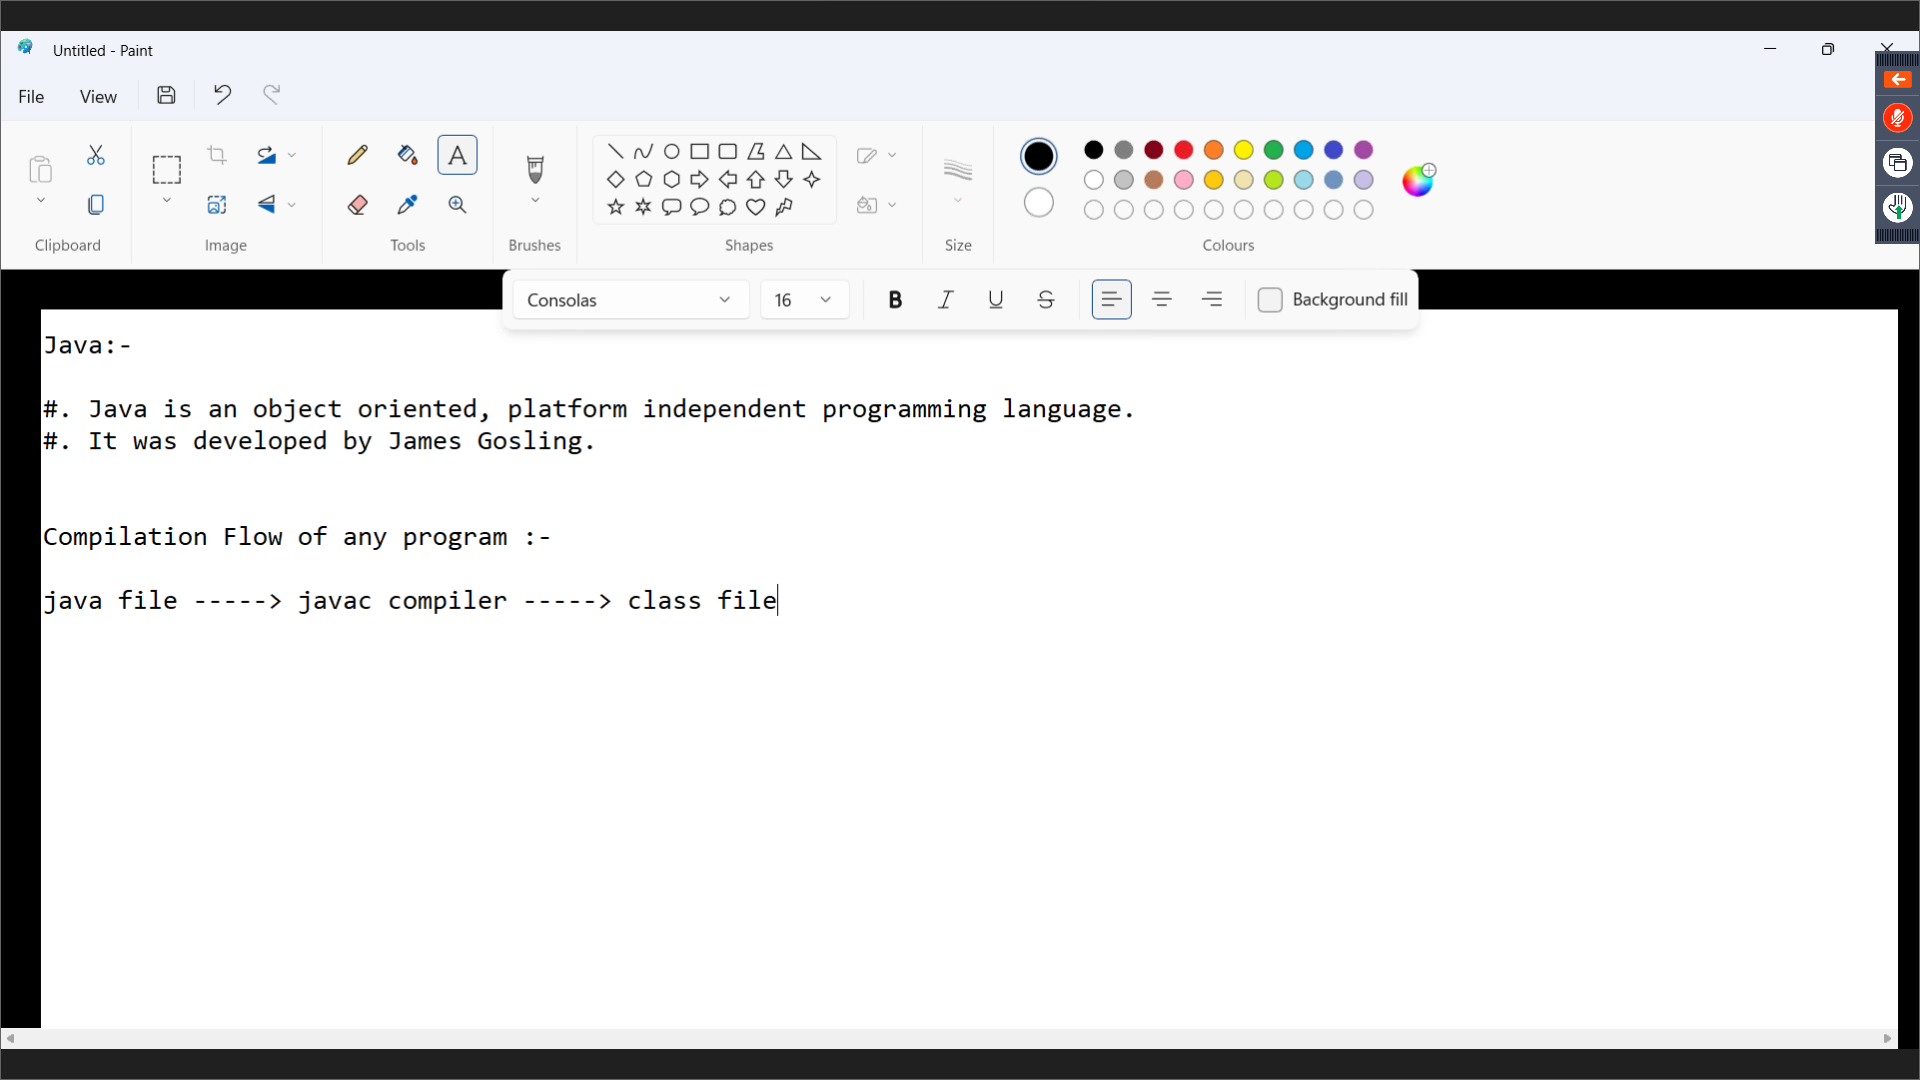 Untitled - Paint
File View
Clipboard Image Tools Brushes Shapes Size Colours
Consolas 16 B I U S Background fill
Java:-
#. Java is an object oriented, platform independent programming language.
#. It was developed by James Gosling.
Compilation Flow of any program :-
java file -----> javac compiler -----> class file